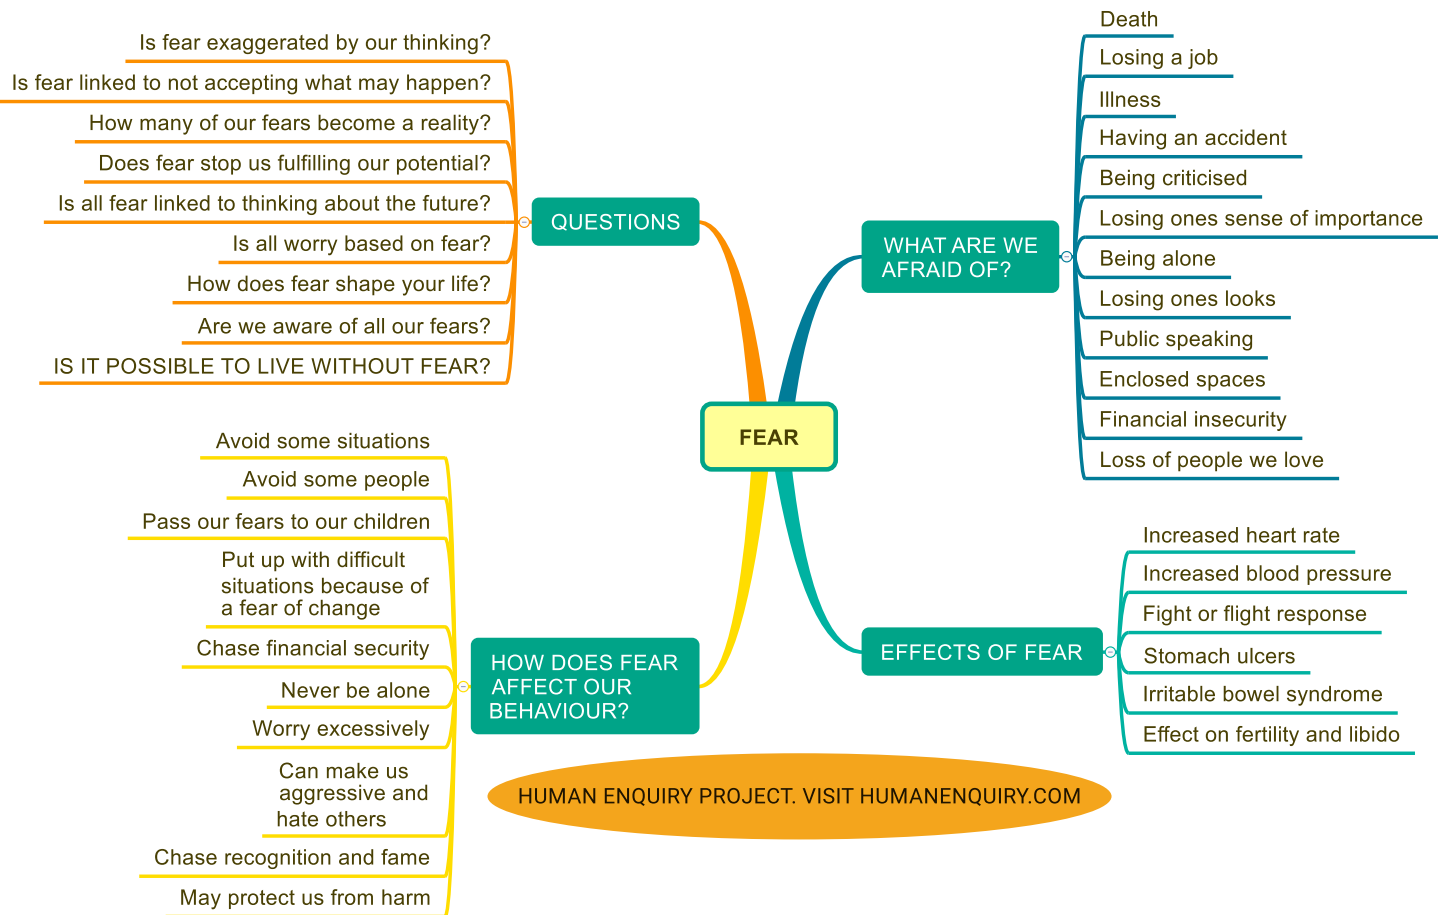 Is fear exaggerated by our thinking?
Is fear linked to not accepting what may happen?
How many of our fears become a reality?
Does fear stop us fulfilling our potential?
Is all fear linked to thinking about the future?
Is all worry based on fear?
How does fear shape your life?
Are we aware of all our fears?
IS IT POSSIBLE TO LIVE WITHOUT FEAR?
QUESTIONS
WHAT ARE WE
AFRAID OF?
Death
Losing a job
Illness
Having an accident
Being criticised
Losing ones sense of importance
Being alone
Losing ones looks
Public speaking
Enclosed spaces
Financial insecurity
Loss of people we love
FEAR
Avoid some situations
Avoid some people
Pass our fears to our children
Put up with difficult
situations because of
a fear of change
Chase financial security
Never be alone
Worry excessively
Can make us
aggressive and
hate others
Chase recognition and fame
May protect us from harm
HOW DOES FEAR
AFFECT OUR
BEHAVIOUR?
EFFECTS OF FEAR
Increased heart rate
Increased blood pressure
Fight or flight response
Stomach ulcers
Irritable bowel syndrome
Effect on fertility and libido
HUMAN ENQUIRY PROJECT. VISIT HUMANENQUIRY.COM